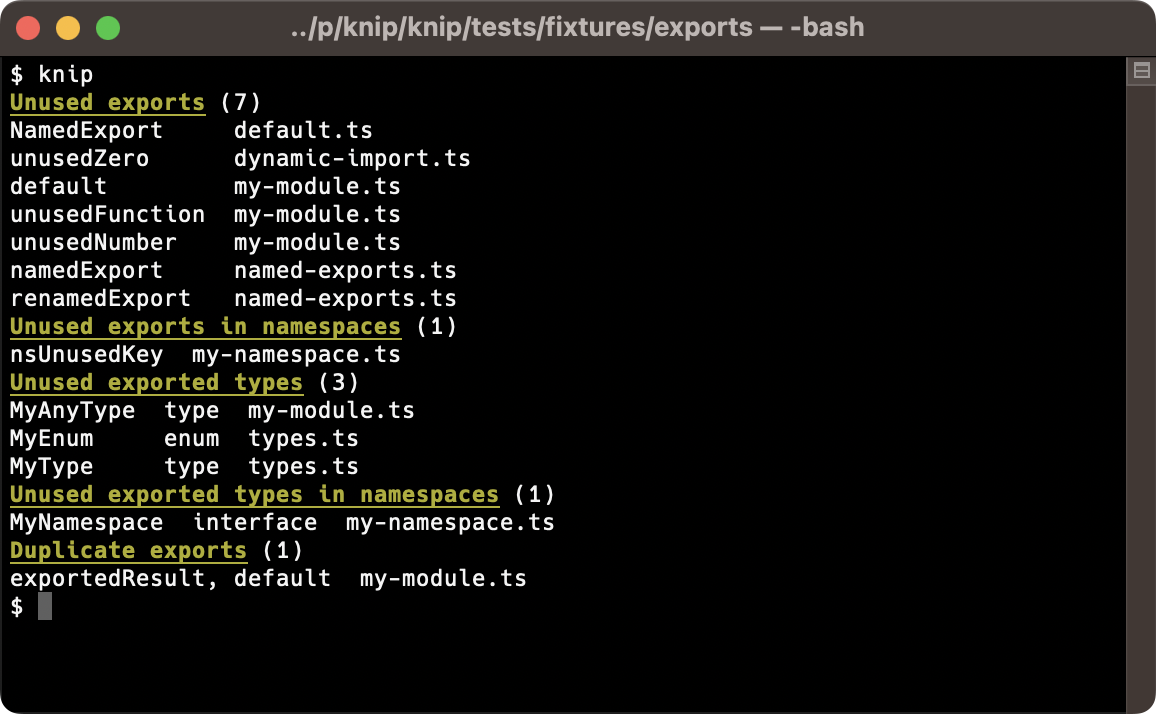 ../p/knip/knip/tests/fixtures/exports — -bash
$ knip
Unused exports (7)
NamedExport     default.ts
unusedZero      dynamic-import.ts
default         my-module.ts
unusedFunction  my-module.ts
unusedNumber    my-module.ts
namedExport     named-exports.ts
renamedExport   named-exports.ts
Unused exports in namespaces (1)
nsUnusedKey  my-namespace.ts
Unused exported types (3)
MyAnyType  type  my-module.ts
MyEnum     enum  types.ts
MyType     type  types.ts
Unused exported types in namespaces (1)
MyNamespace  interface  my-namespace.ts
Duplicate exports (1)
exportedResult, default  my-module.ts
$